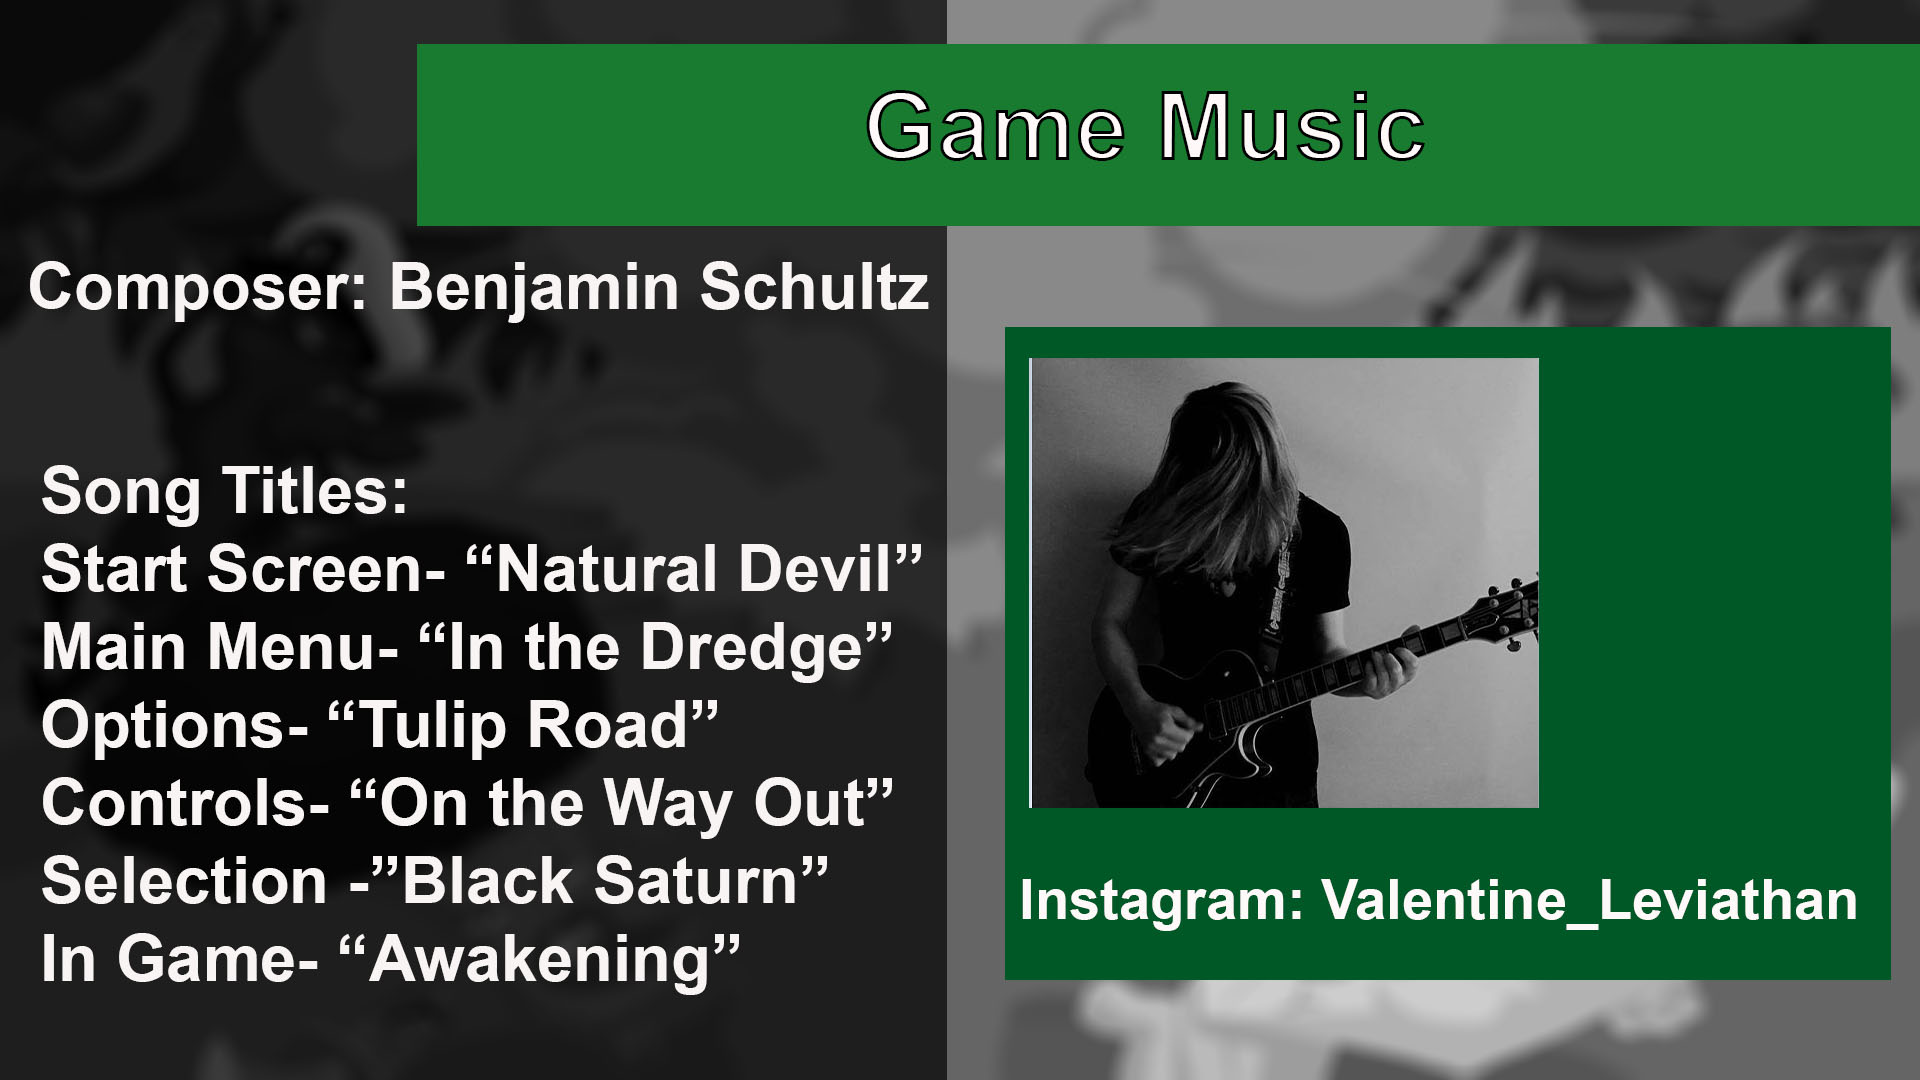 Game Music
Composer: Benjamin Schultz
Song Titles:
Start Screen- “Natural Devil”
Main Menu- “In the Dredge”
Options- “Tulip Road”
Controls- “On the Way Out”
Selection -”Black Saturn”
In Game- “Awakening”
Instagram: Valentine_Leviathan